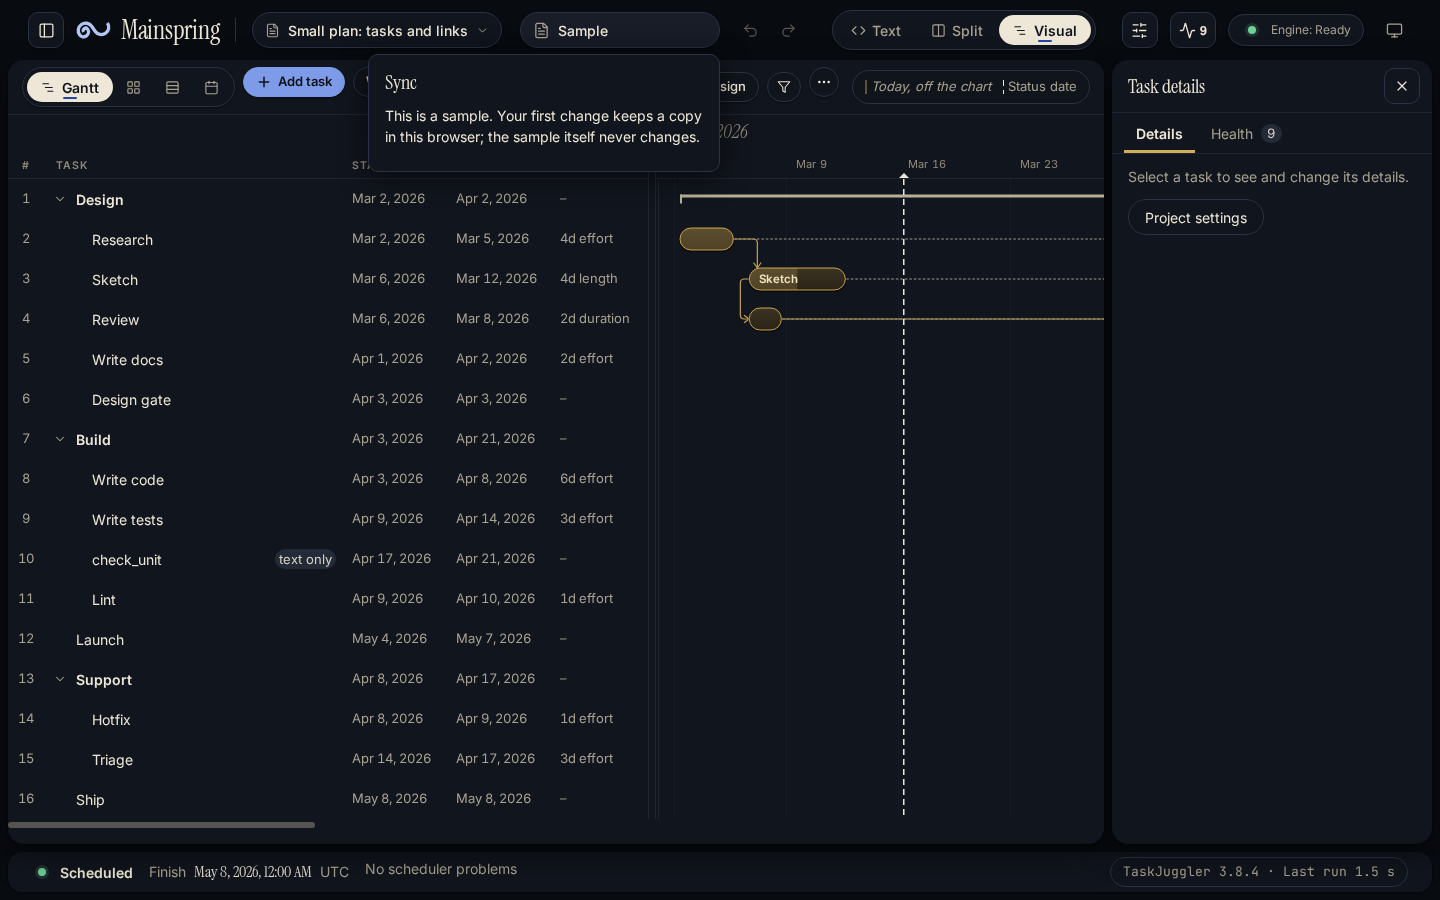 Mainspring
Small plan: tasks and links
Sample
Text
Split
Visual
9
Engine: Ready
Gantt
Add task
sign
Today, off the chart
Status date
Sync
This is a sample. Your first change keeps a copy
in this browser; the sample itself never changes.
2026
# TASK
Mar 9 Mar 16 Mar 23
1 Design Mar 2, 2026 Apr 2, 2026 –
2 Research Mar 2, 2026 Mar 5, 2026 4d effort
3 Sketch Mar 6, 2026 Mar 12, 2026 4d length
Sketch
4 Review Mar 6, 2026 Mar 8, 2026 2d duration
5 Write docs Apr 1, 2026 Apr 2, 2026 2d effort
6 Design gate Apr 3, 2026 Apr 3, 2026 –
7 Build Apr 3, 2026 Apr 21, 2026 –
8 Write code Apr 3, 2026 Apr 8, 2026 6d effort
9 Write tests Apr 9, 2026 Apr 14, 2026 3d effort
10 check_unit text only Apr 17, 2026 Apr 21, 2026 –
11 Lint Apr 9, 2026 Apr 10, 2026 1d effort
12 Launch May 4, 2026 May 7, 2026 –
13 Support Apr 8, 2026 Apr 17, 2026 –
14 Hotfix Apr 8, 2026 Apr 9, 2026 1d effort
15 Triage Apr 14, 2026 Apr 17, 2026 3d effort
16 Ship May 8, 2026 May 8, 2026 –
Task details
Details
Health 9
Select a task to see and change its details.
Project settings
Scheduled
Finish May 8, 2026, 12:00 AM UTC
No scheduler problems
TaskJuggler 3.8.4 · Last run 1.5 s